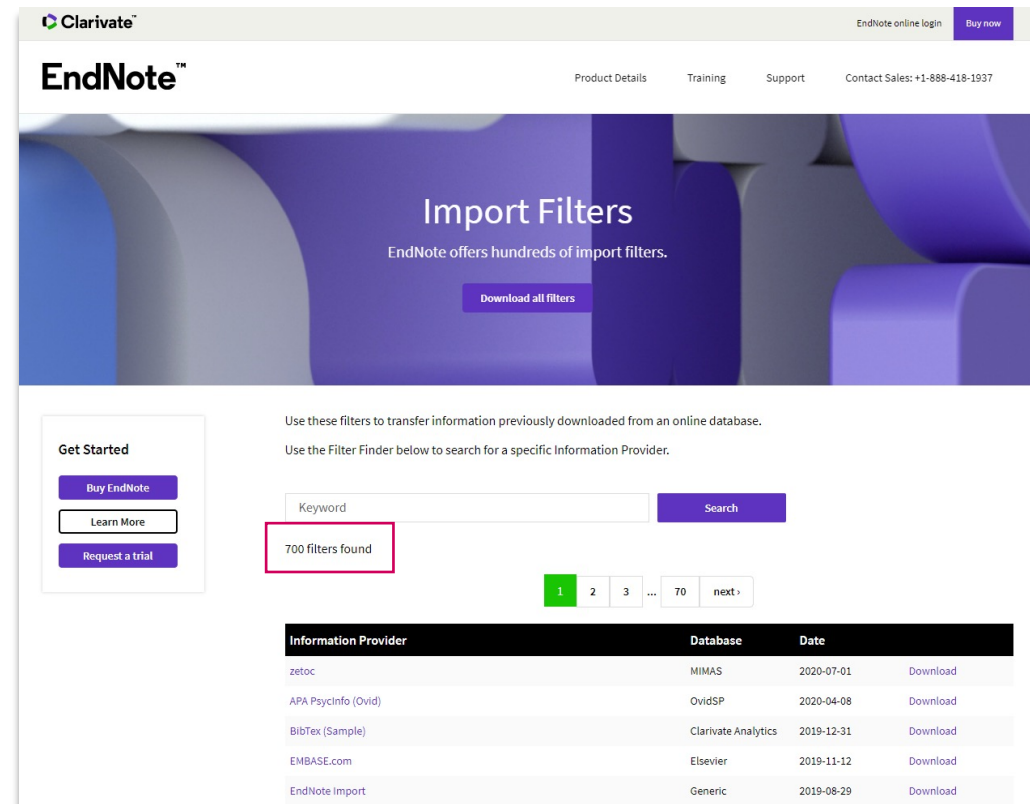 Clarivate™
EndNote online login
Buy now
EndNote™
Product Details
Training
Support
Contact Sales: +1-888-418-1937
Import Filters
EndNote offers hundreds of import filters.
Download all filters
Get Started
Buy EndNote
Learn More
Request a trial
Use these filters to transfer information previously downloaded from an online database.
Use the Filter Finder below to search for a specific Information Provider.
Keyword
Search
700 filters found
1 2 3 ... 70 next ›
Information Provider Database Date
zetoc MIMAS 2020-07-01 Download
APA PsycInfo (Ovid) OvidSP 2020-04-08 Download
BibTex (Sample) Clarivate Analytics 2019-12-31 Download
EMBASE.com Elsevier 2019-11-12 Download
EndNote Import Generic 2019-08-29 Download